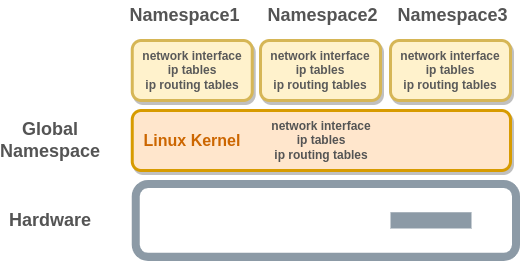 Namespace1 Namespace2 Namespace3
network interface network interface network interface
ip tables ip tables ip tables
ip routing tables ip routing tables ip routing tables
Global
Namespace
Linux Kernel
network interface
ip tables
ip routing tables
Hardware